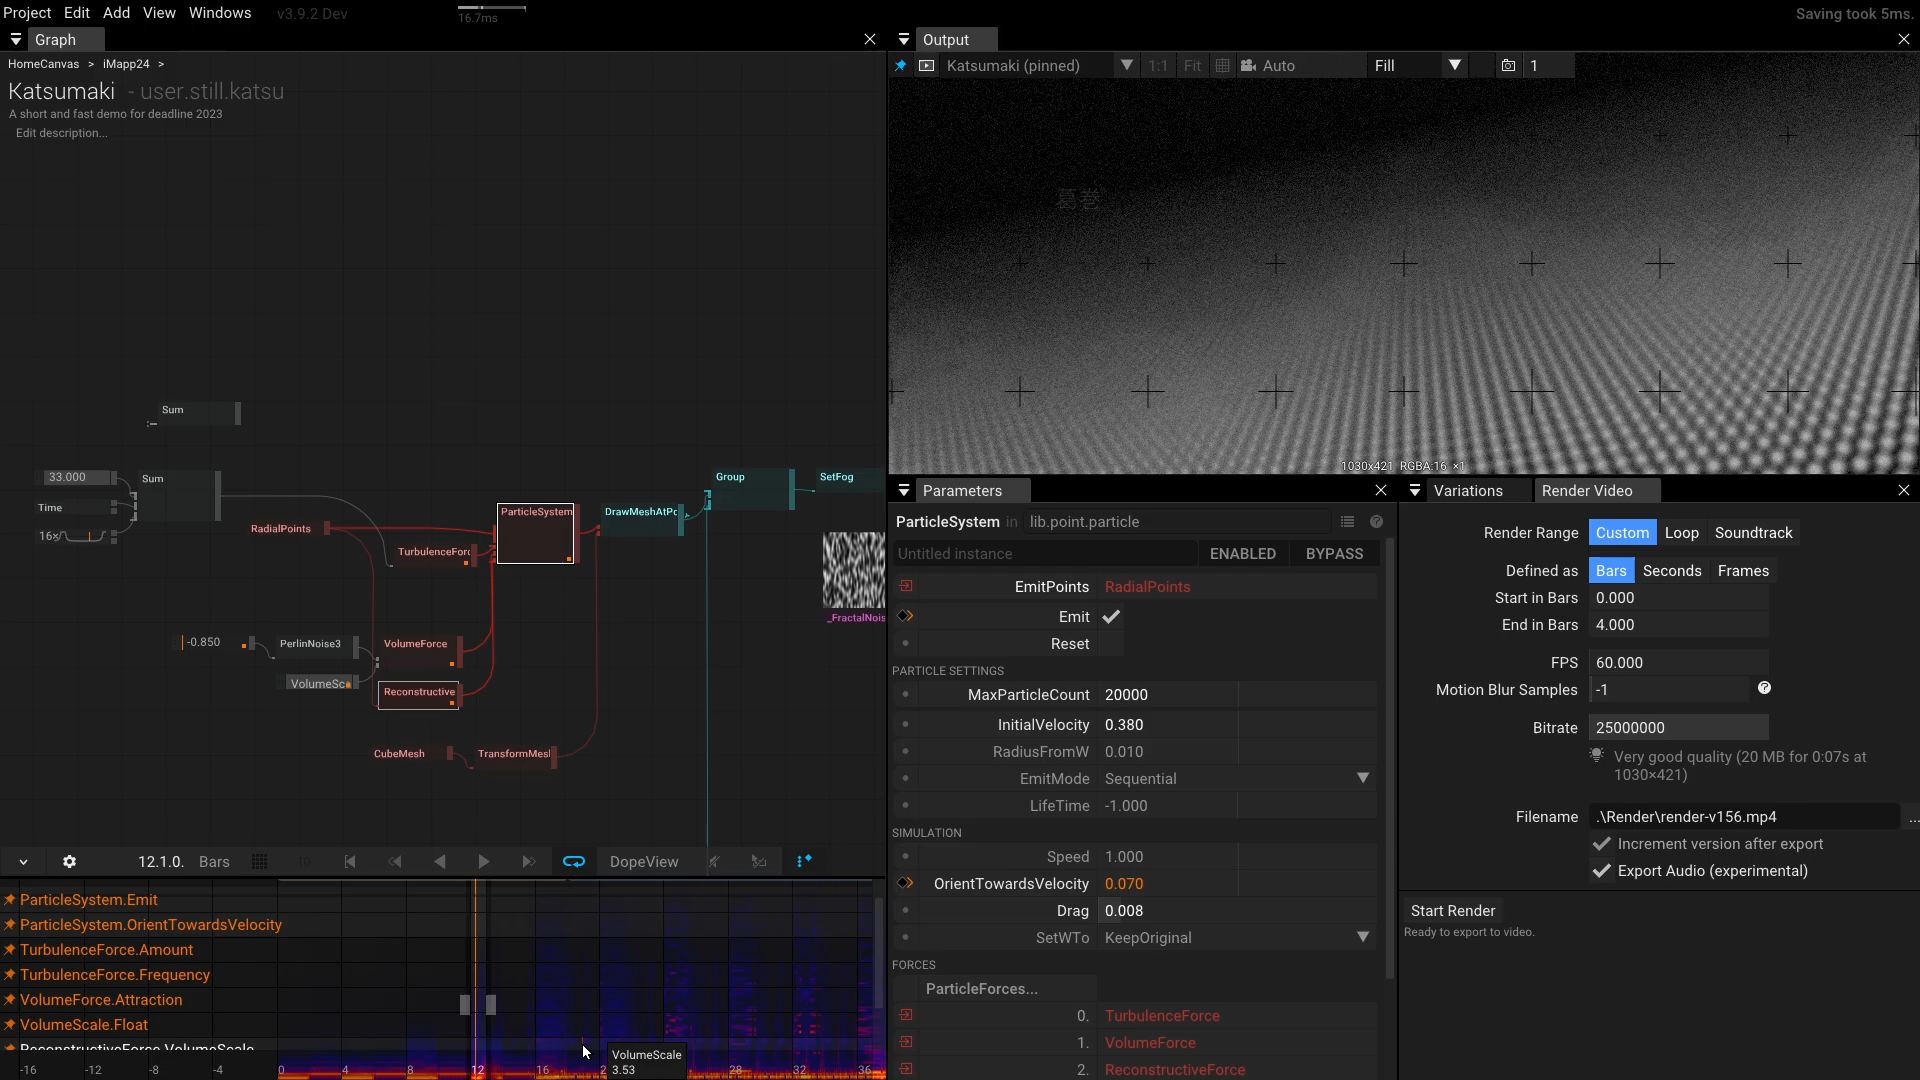 Project Edit Add View Windows v3.9.2 Dev 16.7ms Saving took 5ms.
Graph
Output
HomeCanvas > iMapp24 >
Katsumaki - user.still.katsu
A short and fast demo for deadline 2023
Edit description...
Katsumaki (pinned) 1:1 Fit Auto Fill 1
葛巻
1030x421 RGBA:16 ×1
Sum
33.000
Sum
Time
16x
RadialPoints
TurbulenceForc
ParticleSystem
DrawMeshAtPc
Group
SetFog
_FractalNois
-0.850
PerlinNoise3
VolumeForce
VolumeSca
Reconstructive
CubeMesh
TransformMesl
12.1.0. Bars 10 DopeView
ParticleSystem.Emit
ParticleSystem.OrientTowardsVelocity
TurbulenceForce.Amount
TurbulenceForce.Frequency
VolumeForce.Attraction
VolumeScale.Float
ReconstructiveForce.VolumeScale
VolumeScale
3.53
-16 -12 -8 -4 0 4 8 12 16 2 28 32 36
Parameters
ParticleSystem in lib.point.particle
Untitled instance ENABLED BYPASS
EmitPoints RadialPoints
Emit
Reset
PARTICLE SETTINGS
MaxParticleCount 20000
InitialVelocity 0.380
RadiusFromW 0.010
EmitMode Sequential
LifeTime -1.000
SIMULATION
Speed 1.000
OrientTowardsVelocity 0.070
Drag 0.008
SetWTo KeepOriginal
FORCES
ParticleForces...
0. TurbulenceForce
1. VolumeForce
2. ReconstructiveForce
Variations Render Video
Render Range Custom Loop Soundtrack
Defined as Bars Seconds Frames
Start in Bars 0.000
End in Bars 4.000
FPS 60.000
Motion Blur Samples -1
Bitrate 25000000
Very good quality (20 MB for 0:07s at
1030×421)
Filename .\Render\render-v156.mp4 ...
Increment version after export
Export Audio (experimental)
Start Render
Ready to export to video.